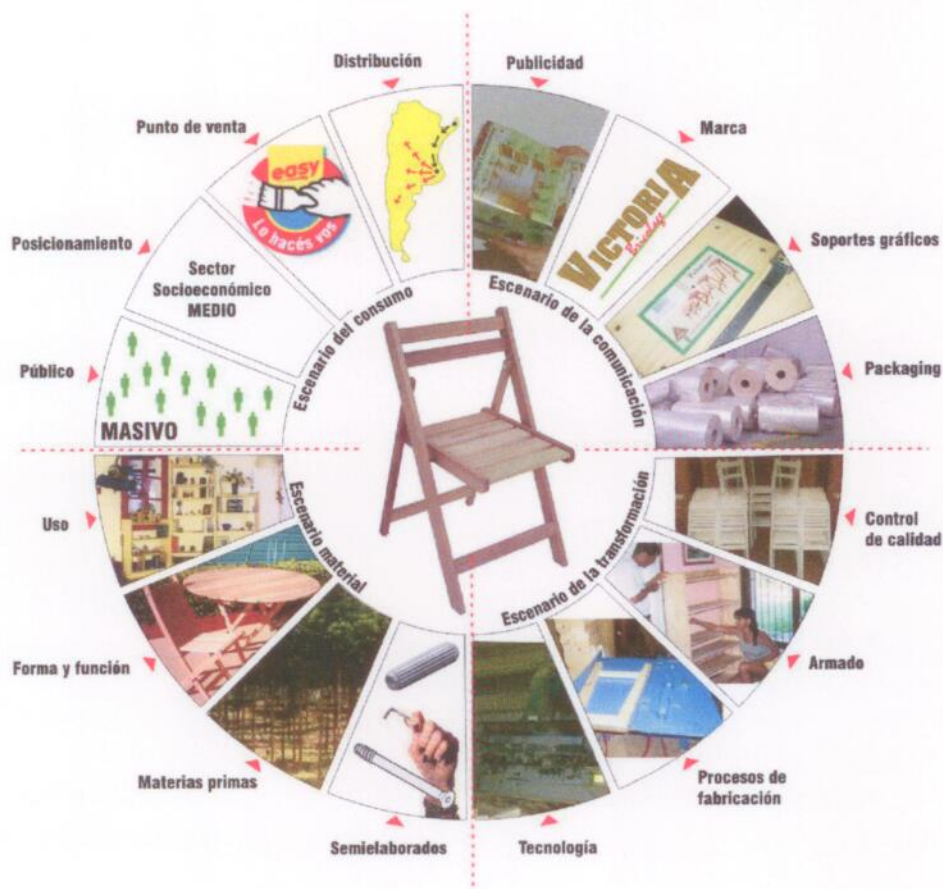 Distribución
Publicidad
Punto de venta
Marca
easy
Lo hacés vos
VICTORIA
Bricolage
Posicionamiento
Soportes gráficos
Sector
Socioeconómico
MEDIO
Escenario del consumo
Escenario de la comunicación
Público
MASIVO
Packaging
Uso
Escenario material
Escenario de la transformación
Control
de calidad
Forma y función
Armado
Materias primas
Procesos de
fabricación
Semielaborados
Tecnología